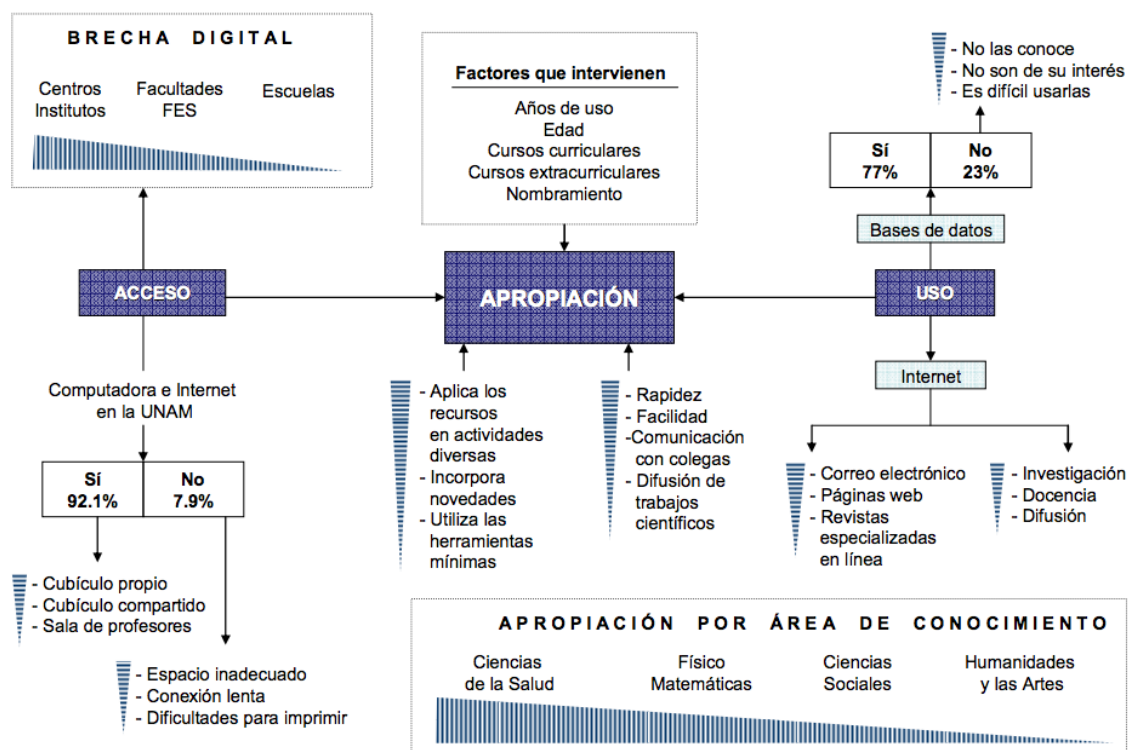 BRECHA DIGITAL
Centros
Institutos
Facultades
FES
Escuelas
Factores que intervienen
Años de uso
Edad
Cursos curriculares
Cursos extracurriculares
Nombramiento
- No las conoce
- No son de su interés
- Es difícil usarlas
Sí
77%
No
23%
Bases de datos
ACCESO
APROPIACIÓN
USO
Internet
Computadora e Internet
en la UNAM
Sí
92.1%
No
7.9%
- Cubículo propio
- Cubículo compartido
- Sala de profesores
- Espacio inadecuado
- Conexión lenta
- Dificultades para imprimir
- Aplica los
recursos
en actividades
diversas
- Incorpora
novedades
- Utiliza las
herramientas
mínimas
- Rapidez
- Facilidad
-Comunicación
con colegas
- Difusión de
trabajos
científicos
- Correo electrónico
- Páginas web
- Revistas
especializadas
en línea
- Investigación
- Docencia
- Difusión
APROPIACIÓN POR ÁREA DE CONOCIMIENTO
Ciencias
de la Salud
Físico
Matemáticas
Ciencias
Sociales
Humanidades
y las Artes